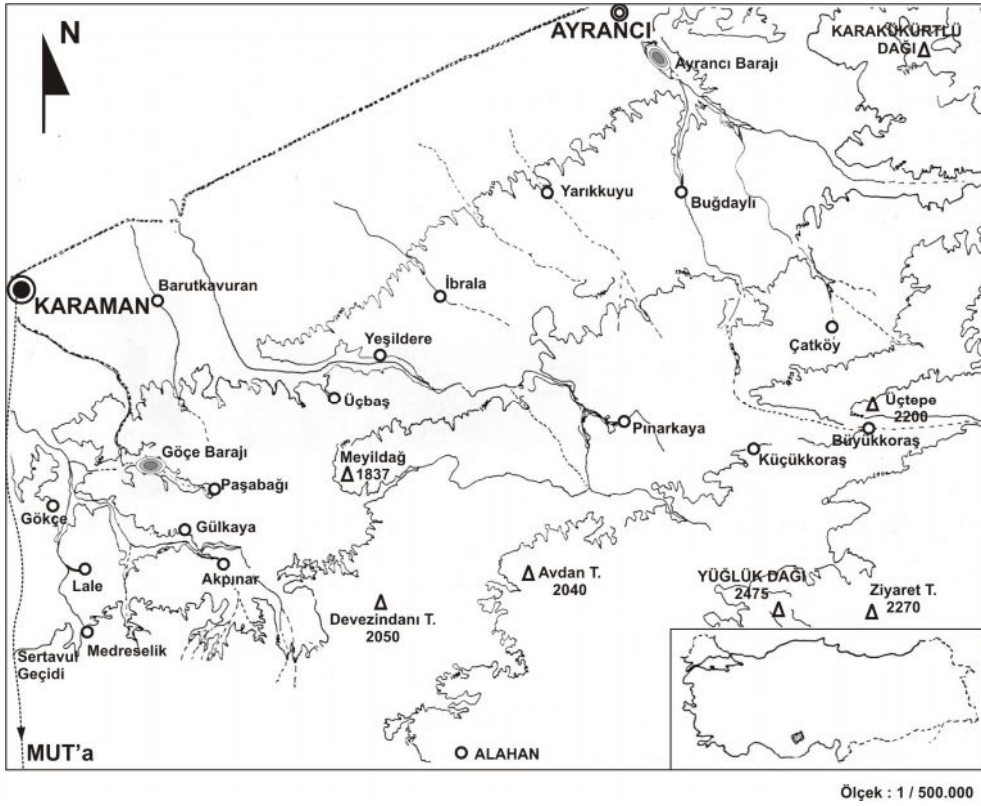 N
AYRANCI
KARAKÜKÜRTLÜ
DAĞI
Ayrancı Barajı
Yarıkkuyu
Buğdaylı
KARAMAN
Barutkavuran
İbrala
Yeşildere
Çatköy
Üçbaş
Üçtepe
2200
Pınarkaya
Büyükkoraş
Küçükkoraş
Göçe Barajı
Meyildağ
1837
Paşabağı
Gökçe
Gülkaya
Lale
Akpınar
Avdan T.
2040
YÜĞLÜK DAĞI
2475
Ziyaret T.
2270
Devezindanı T.
2050
Medreselik
Sertavul
Geçidi
MUT'a
ALAHAN
Ölçek : 1 / 500.000